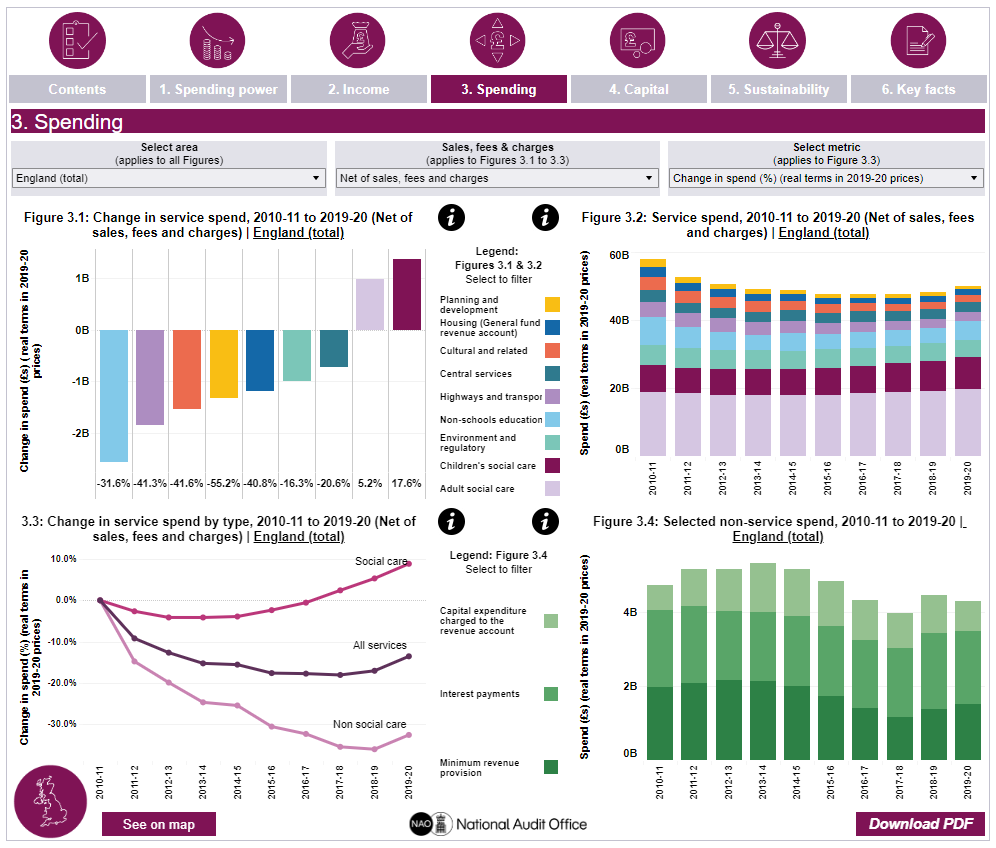 Contents
1. Spending power
2. Income
3. Spending
4. Capital
5. Sustainability
6. Key facts
3. Spending
Select area
(applies to all Figures)
England (total)
Sales, fees & charges
(applies to Figures 3.1 to 3.3)
Net of sales, fees and charges
Select metric
(applies to Figure 3.3)
Change in spend (%) (real terms in 2019-20 prices)
Figure 3.1: Change in service spend, 2010-11 to 2019-20 (Net of
sales, fees and charges) | England (total)
Change in spend (£s) (real terms in 2019-20
prices)
1B
0B
-1B
-2B
-31.6% -41.3% -41.6% -55.2% -40.8% -16.3% -20.6% 5.2% 17.6%
i
i
Legend:
Figures 3.1 & 3.2
Select to filter
Planning and
development
Housing (General fund
revenue account)
Cultural and related
Central services
Highways and transpor
Non-schools education
Environment and
regulatory
Children's social care
Adult social care
Figure 3.2: Service spend, 2010-11 to 2019-20 (Net of sales, fees
and charges) | England (total)
Spend (£s) (real terms in 2019-20 prices)
60B
40B
20B
0B
2010-11
2011-12
2012-13
2013-14
2014-15
2015-16
2016-17
2017-18
2018-19
2019-20
3.3: Change in service spend by type, 2010-11 to 2019-20 (Net of
sales, fees and charges) | England (total)
Change in spend (%) (real terms in
2019-20 prices)
10.0%
0.0%
-10.0%
-20.0%
-30.0%
Social care
All services
Non social care
2010-11
2011-12
2012-13
2013-14
2014-15
2015-16
2016-17
2017-18
2018-19
2019-20
i
i
Legend: Figure 3.4
Select to filter
Capital expenditure
charged to the
revenue account
Interest payments
Minimum revenue
provision
Figure 3.4: Selected non-service spend, 2010-11 to 2019-20 |
England (total)
Spend (£s) (real terms in 2019-20 prices)
4B
2B
0B
2010-11
2011-12
2012-13
2013-14
2014-15
2015-16
2016-17
2017-18
2018-19
2019-20
See on map
NAO
National Audit Office
Download PDF